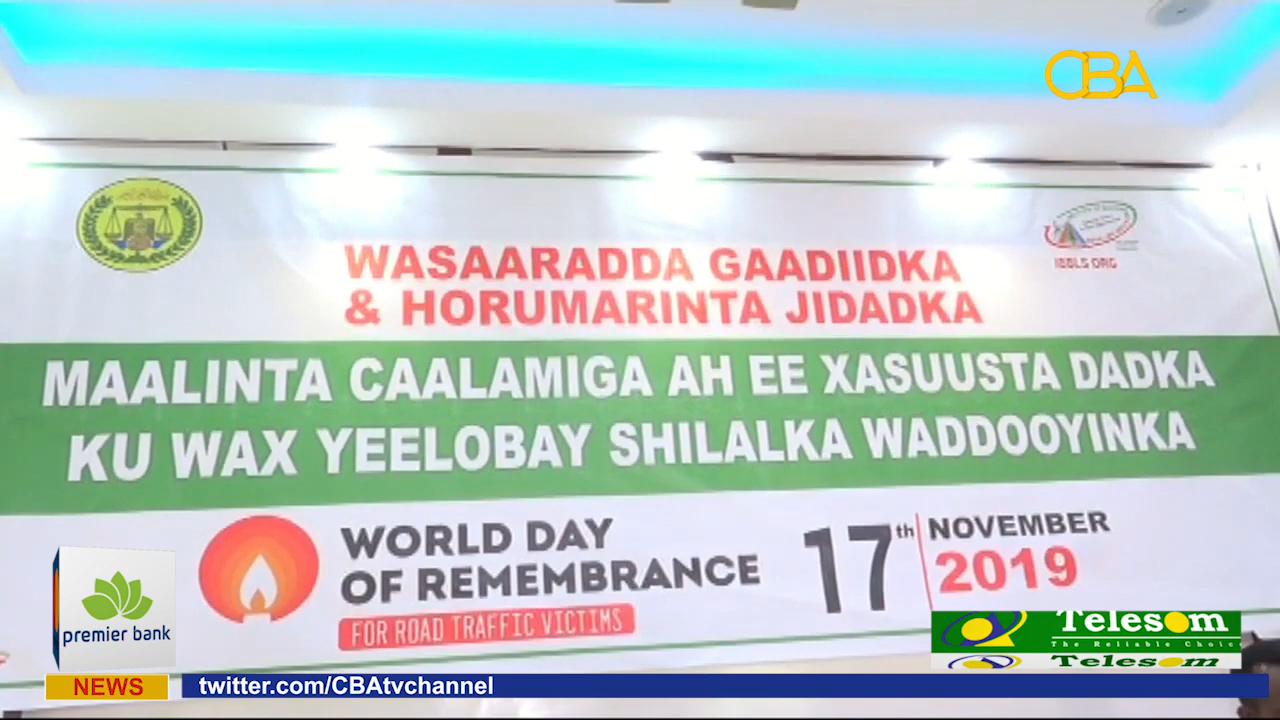 CBA
IBBLS.ORG
WASAARADDA GAADIIDKA
& HORUMARINTA JIDADKA
MAALINTA CAALAMIGA AH EE XASUUSTA DADKA
KU WAX YEELOBAY SHILALKA WADDOOYINKA
WORLD DAY
OF REMEMBRANCE
FOR ROAD TRAFFIC VICTIMS
17th NOVEMBER
2019
premier bank
Telesom
The Reliable Choice
Telesom
NEWS
twitter.com/CBAtvchannel